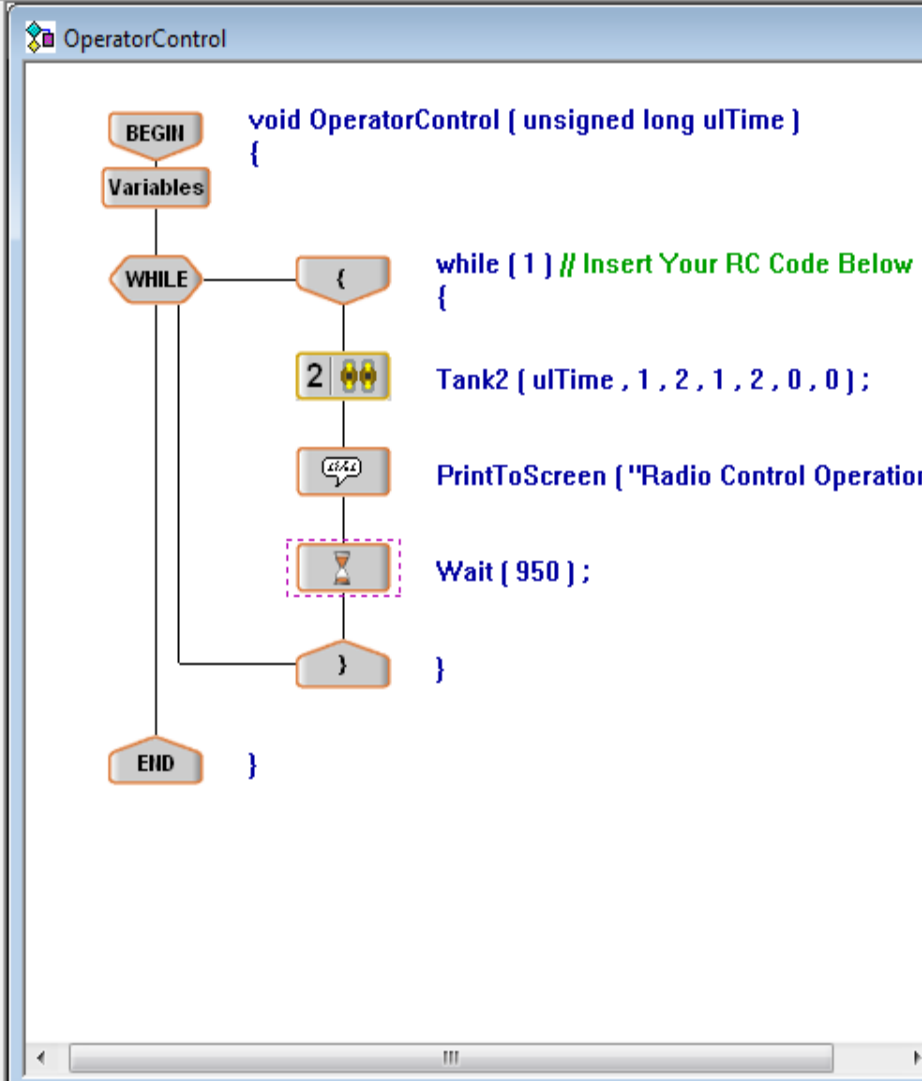 OperatorControl
BEGIN
void OperatorControl ( unsigned long ulTime )
{
Variables
WHILE
{
while ( 1 ) // Insert Your RC Code Below
{
2
Tank2 ( ulTime , 1 , 2 , 1 , 2 , 0 , 0 ) ;
PrintToScreen ( "Radio Control Operation
Wait ( 950 ) ;
}
}
END
}